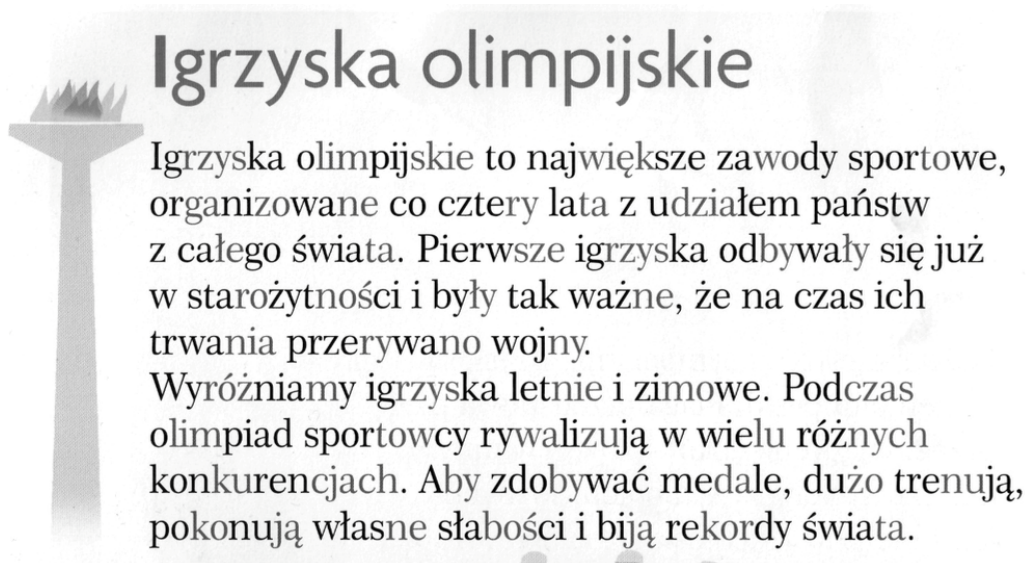 Igrzyska olimpijskie
Igrzyska olimpijskie to największe zawody sportowe,
organizowane co cztery lata z udziałem państw
z całego świata. Pierwsze igrzyska odbywały się już
w starożytności i były tak ważne, że na czas ich
trwania przerywano wojny.
Wyróżniamy igrzyska letnie i zimowe. Podczas
olimpiad sportowcy rywalizują w wielu różnych
konkurencjach. Aby zdobywać medale, dużo trenują,
pokonują własne słabości i biją rekordy świata.